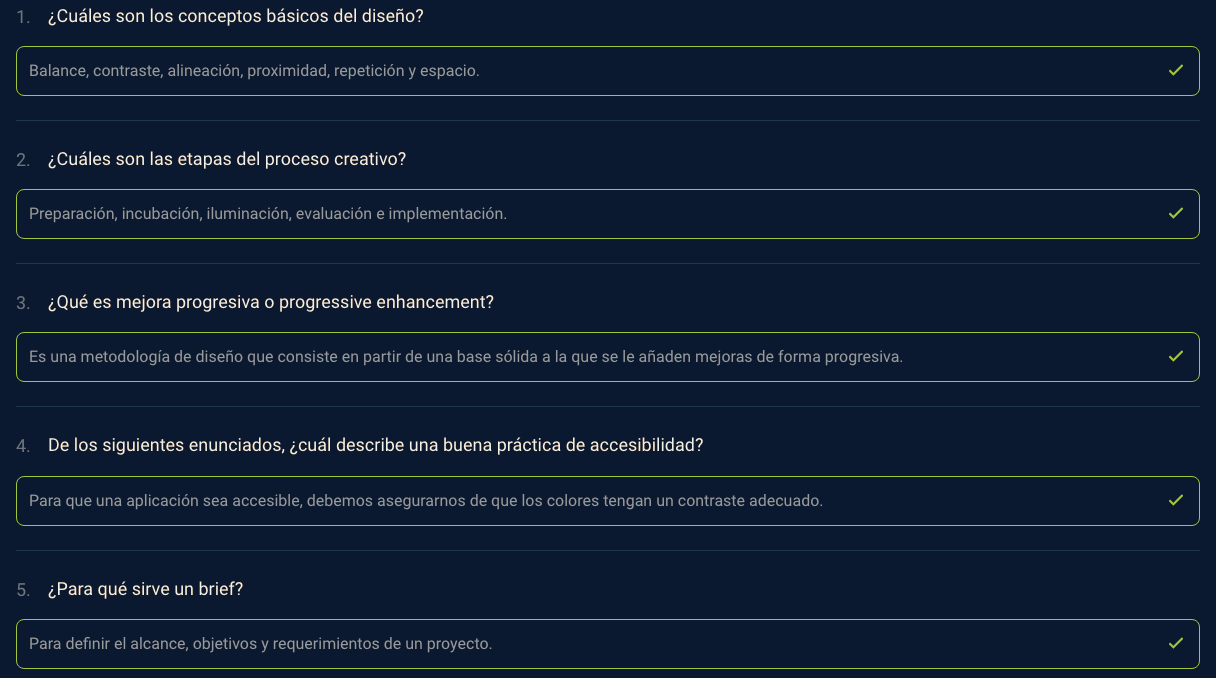 1. ¿Cuáles son los conceptos básicos del diseño?
Balance, contraste, alineación, proximidad, repetición y espacio.
2. ¿Cuáles son las etapas del proceso creativo?
Preparación, incubación, iluminación, evaluación e implementación.
3. ¿Qué es mejora progresiva o progressive enhancement?
Es una metodología de diseño que consiste en partir de una base sólida a la que se le añaden mejoras de forma progresiva.
4. De los siguientes enunciados, ¿cuál describe una buena práctica de accesibilidad?
Para que una aplicación sea accesible, debemos asegurarnos de que los colores tengan un contraste adecuado.
5. ¿Para qué sirve un brief?
Para definir el alcance, objetivos y requerimientos de un proyecto.